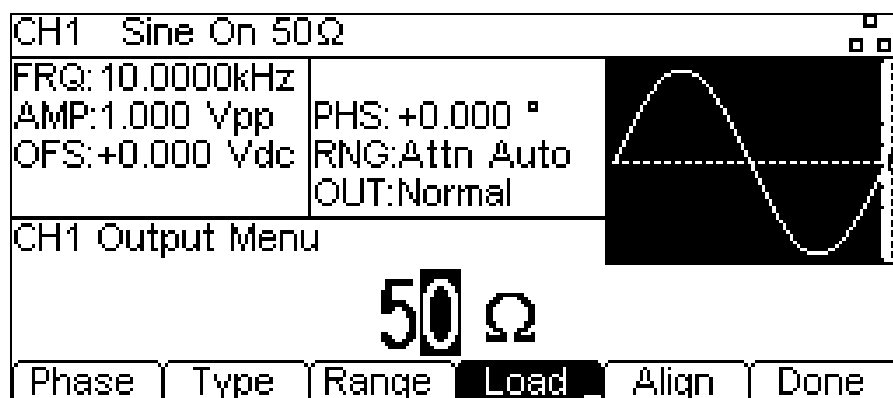 CH1 Sine On 50Ω
FRQ:10.0000kHz
AMP:1.000 Vpp
OFS:+0.000 Vdc
PHS:+0.000 °
RNG:Attn Auto
OUT:Normal
CH1 Output Menu
50 Ω
Phase Type Range Load Align Done